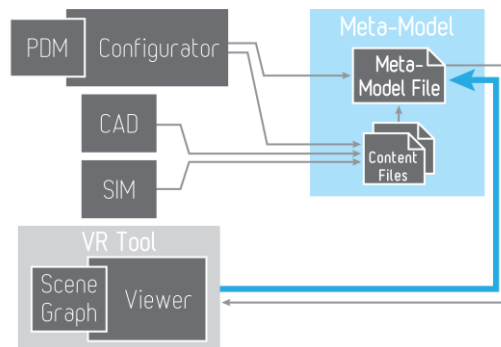 PDM
Configurator
CAD
SIM
Meta-Model
Meta-
Model File
Content
Files
VR Tool
Scene
Graph
Viewer